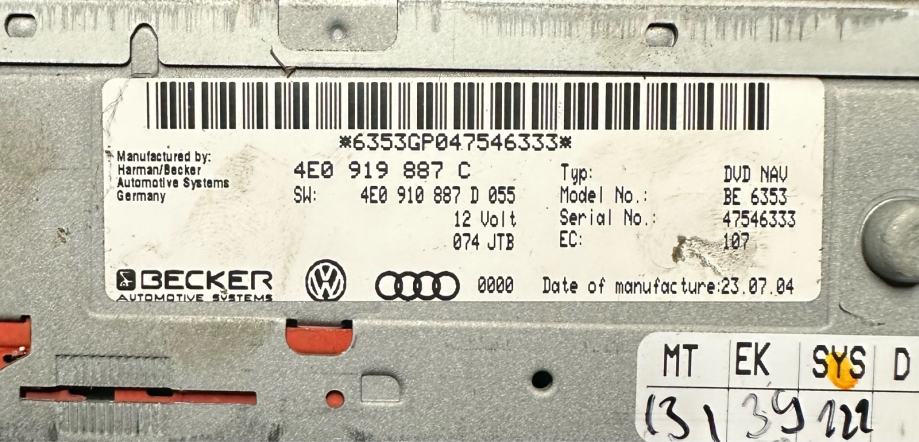 *6353GP047546333*
Manufactured by:
Harman/Becker
Automotive Systems
Germany
4E0 919 887 C
SW: 4E0 910 887 D 055
12 Volt
074 JTB
Typ: DVD NAV
Model No.: BE 6353
Serial No.: 47546333
EC: 107
BECKER
AUTOMOTIVE SYSTEMS
0000
Date of manufacture:23.07.04
MT EK SYS D
131 39 122